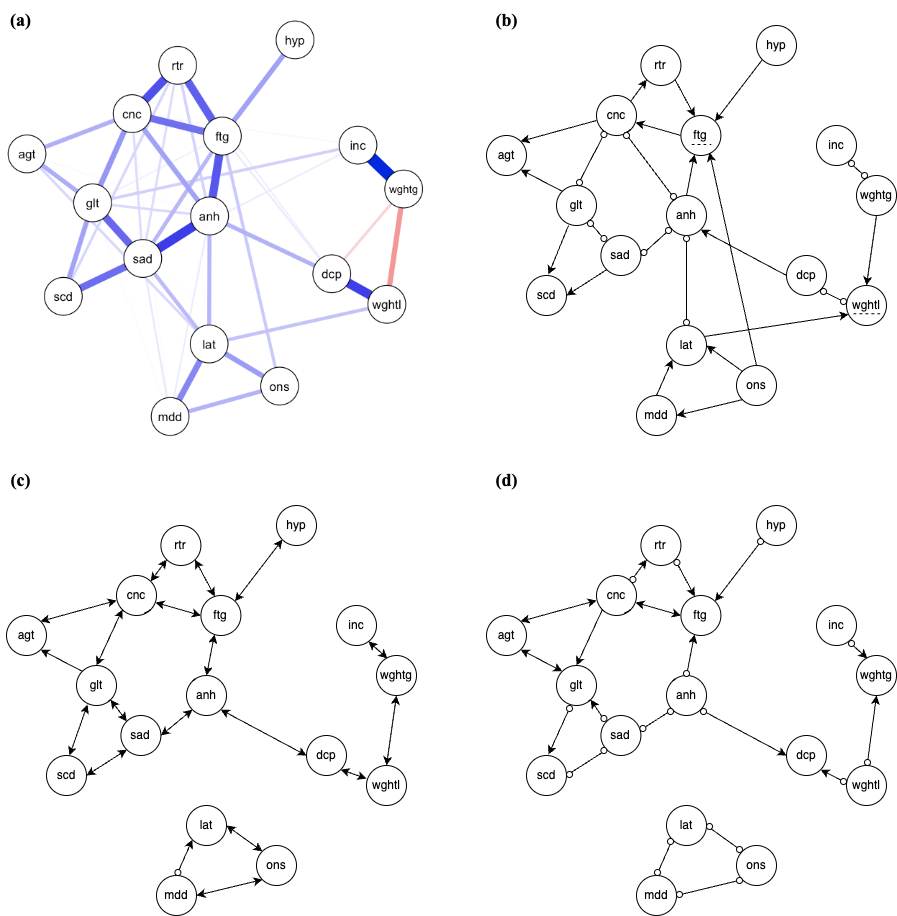 (a)
hyp
rtr
cnc
ftg
agt
inc
wghtg
glt
anh
sad
dcp
scd
wghtl
lat
ons
mdd
(b)
hyp
rtr
cnc
ftg
agt
inc
wghtg
glt
anh
sad
dcp
scd
wghtl
lat
ons
mdd
(c)
hyp
rtr
cnc
ftg
agt
inc
wghtg
glt
anh
sad
dcp
scd
wghtl
lat
ons
mdd
(d)
hyp
rtr
cnc
ftg
agt
inc
wghtg
glt
anh
sad
dcp
scd
wghtl
lat
ons
mdd